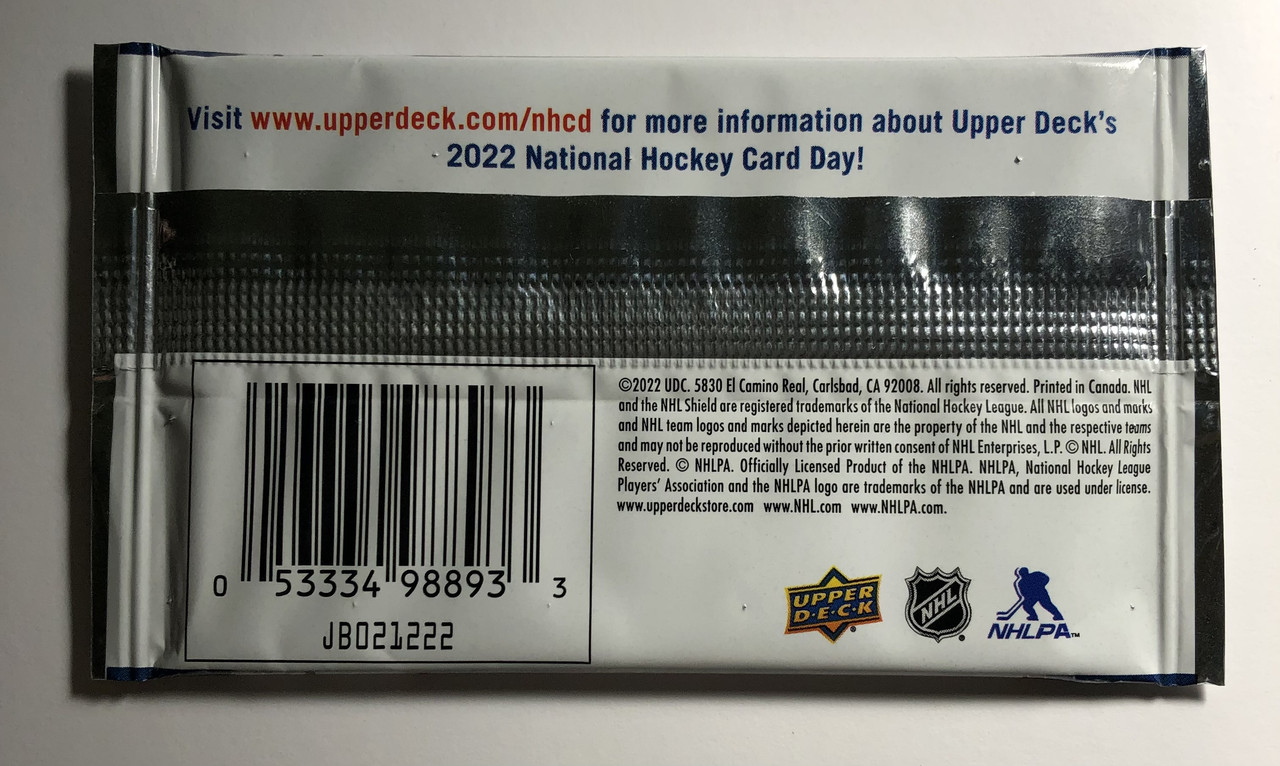 Visit www.upperdeck.com/nhcd for more information about Upper Deck's
2022 National Hockey Card Day!
0 53334 98893 3
JB021222
©2022 UDC. 5830 El Camino Real, Carlsbad, CA 92008. All rights reserved. Printed in Canada. NHL
and the NHL Shield are registered trademarks of the National Hockey League. All NHL logos and marks
and NHL team logos and marks depicted herein are the property of the NHL and the respective teams
and may not be reproduced without the prior written consent of NHL Enterprises, L.P. © NHL. All Rights
Reserved. © NHLPA. Officially Licensed Product of the NHLPA. NHLPA, National Hockey League
Players' Association and the NHLPA logo are trademarks of the NHLPA and are used under license.
www.upperdeckstore.com www.NHL.com www.NHLPA.com.
UPPER
D·E·C·K®
NHL®
NHLPA™